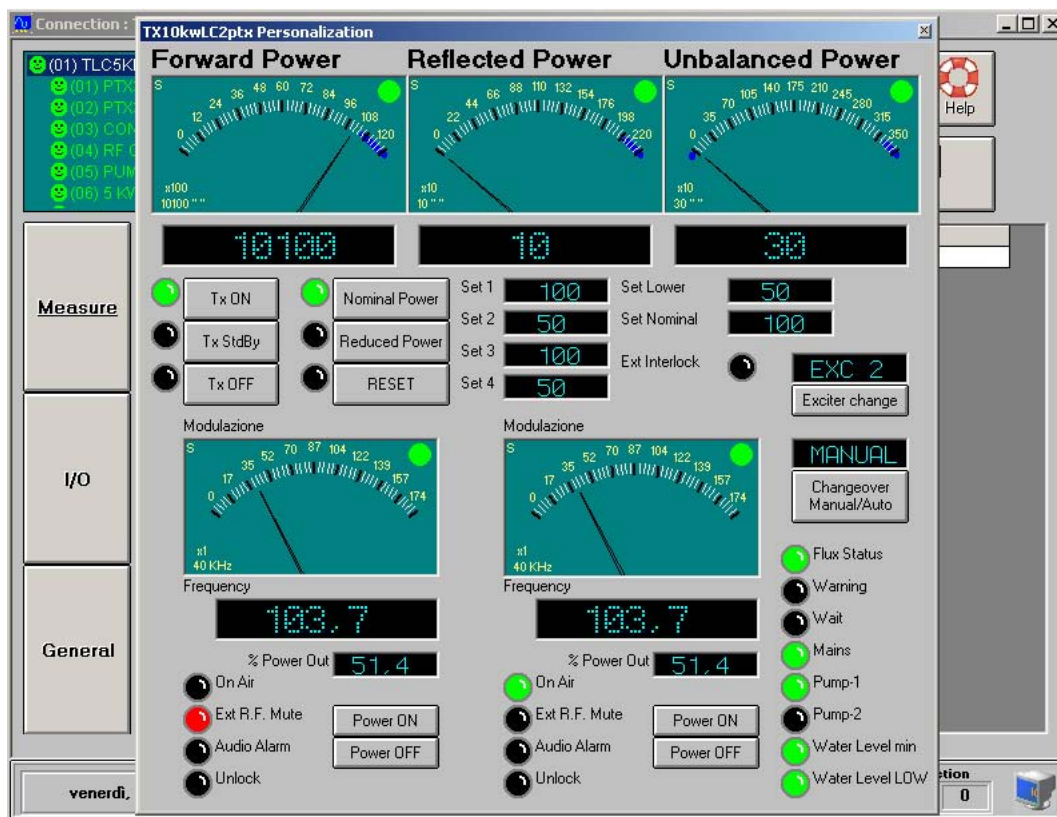 Connection :
TX10kwLC2ptx Personalization
(01) TLC5K
(01) PTX
(02) PTX
(03) CON
(04) RF
(05) PUM
(06) 5 KW
Help
Forward Power
Reflected Power
Unbalanced Power
S
0 12 24 36 48 60 72 84 96 108 120
x100
10100 " "
S
0 22 44 66 88 110 132 154 176 198 220
x10
10 " "
S
0 35 70 105 140 175 210 245 280 315 350
x10
30 " "
10100
10
30
Measure
I/O
General
Tx ON
Tx StdBy
Tx OFF
Nominal Power
Reduced Power
RESET
Set 1 100
Set 2 50
Set 3 100
Set 4 50
Set Lower 50
Set Nominal 100
Ext Interlock
EXC 2
Exciter change
MANUAL
Changeover
Manual/Auto
Modulazione
S
0 17 35 52 70 87 104 122 139 157 174
x1
40 KHz
Frequency
103,7
% Power Out 51,4
On Air
Ext R.F. Mute
Audio Alarm
Unlock
Power ON
Power OFF
Modulazione
S
0 17 35 52 70 87 104 122 139 157 174
x1
40 KHz
Frequency
103,7
% Power Out 51,4
On Air
Ext R.F. Mute
Audio Alarm
Unlock
Power ON
Power OFF
Flux Status
Warning
Wait
Mains
Pump-1
Pump-2
Water Level min
Water Level LOW
venerdì,
ction
0